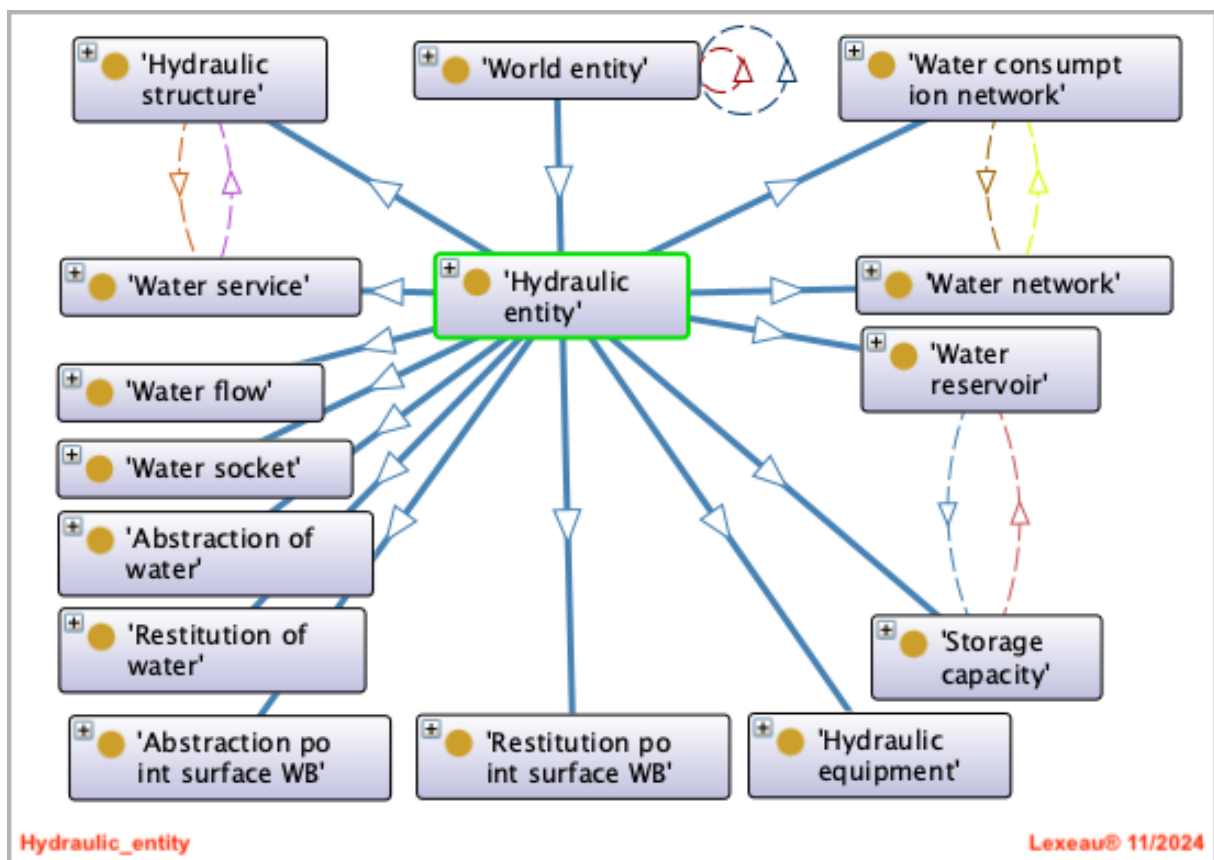 'Hydraulic
structure'
'World entity'
'Water consumpt
ion network'
'Water service'
'Hydraulic
entity'
'Water network'
'Water
reservoir'
'Water flow'
'Water socket'
'Abstraction of
water'
'Restitution of
water'
'Storage
capacity'
'Abstraction po
int surface WB'
'Restitution po
int surface WB'
'Hydraulic
equipment'
Hydraulic_entity
Lexeau® 11/2024